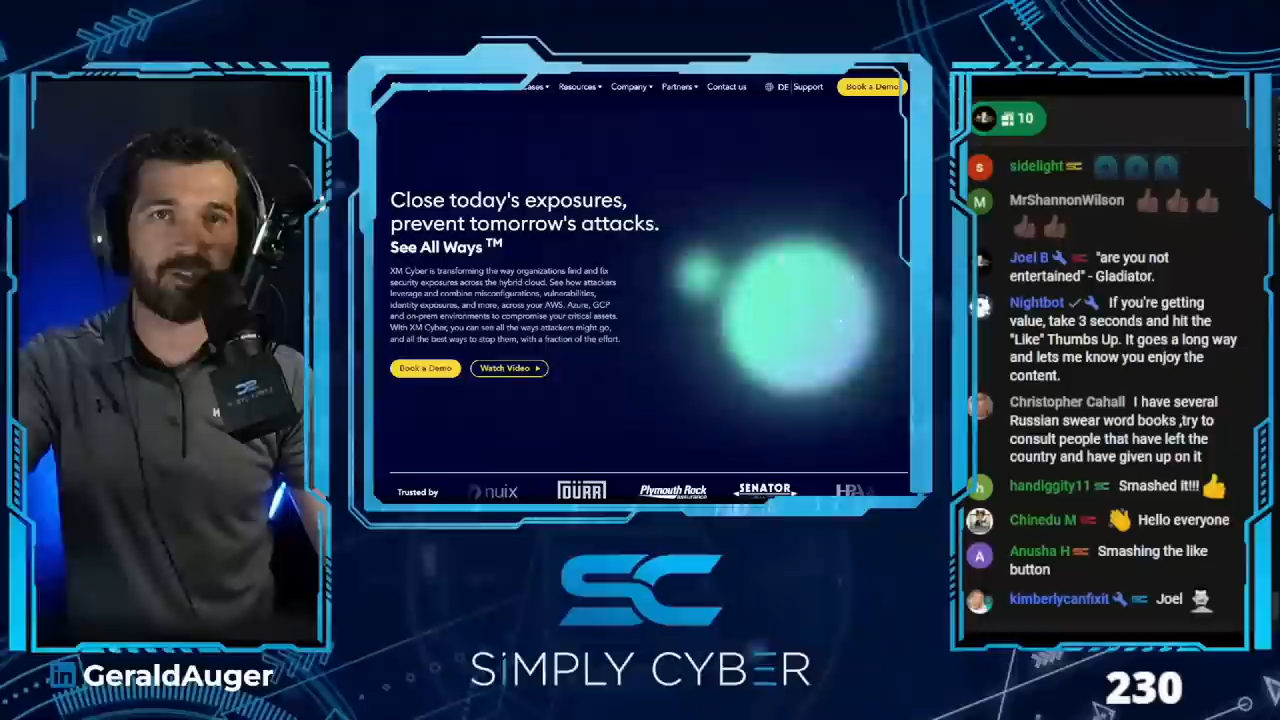 Resources
Company
Partners
Contact us
DE
Support
Book a Demo
Close today's exposures,
prevent tomorrow's attacks.
See All Ways ™
XM Cyber is transforming the way organizations find and fix
security exposures across the hybrid cloud. See how attackers
leverage and combine misconfigurations, vulnerabilities,
identity exposures, and more, across your AWS, Azure, GCP
and on-prem environments to compromise your critical assets.
With XM Cyber, you can see all the ways attackers might go,
and all the best ways to stop them, with a fraction of the effort.
Book a Demo
Watch Video
Trusted by
nuix
Plymouth Rock
assurance
SENATOR
SC
SiMPLY CYBER
in GeraldAuger
10
sidelight
MrShannonWilson
Joel B "are you not
entertained" - Gladiator.
Nightbot If you're getting
value, take 3 seconds and hit the
"Like" Thumbs Up. It goes a long way
and lets me know you enjoy the
content.
Christopher Cahall I have several
Russian swear word books ,try to
consult people that have left the
country and have given up on it
handiggity11 Smashed it!!!
Chinedu M Hello everyone
Anusha H Smashing the like
button
kimberlycanfixit Joel
230